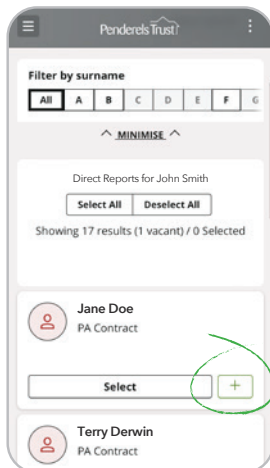 Penderels Trust
Filter by surname
All A B C D E F G
MINIMISE
Direct Reports for John Smith
Select All Deselect All
Showing 17 results (1 vacant) / 0 Selected
Jane Doe
PA Contract
Select +
Terry Derwin
PA Contract